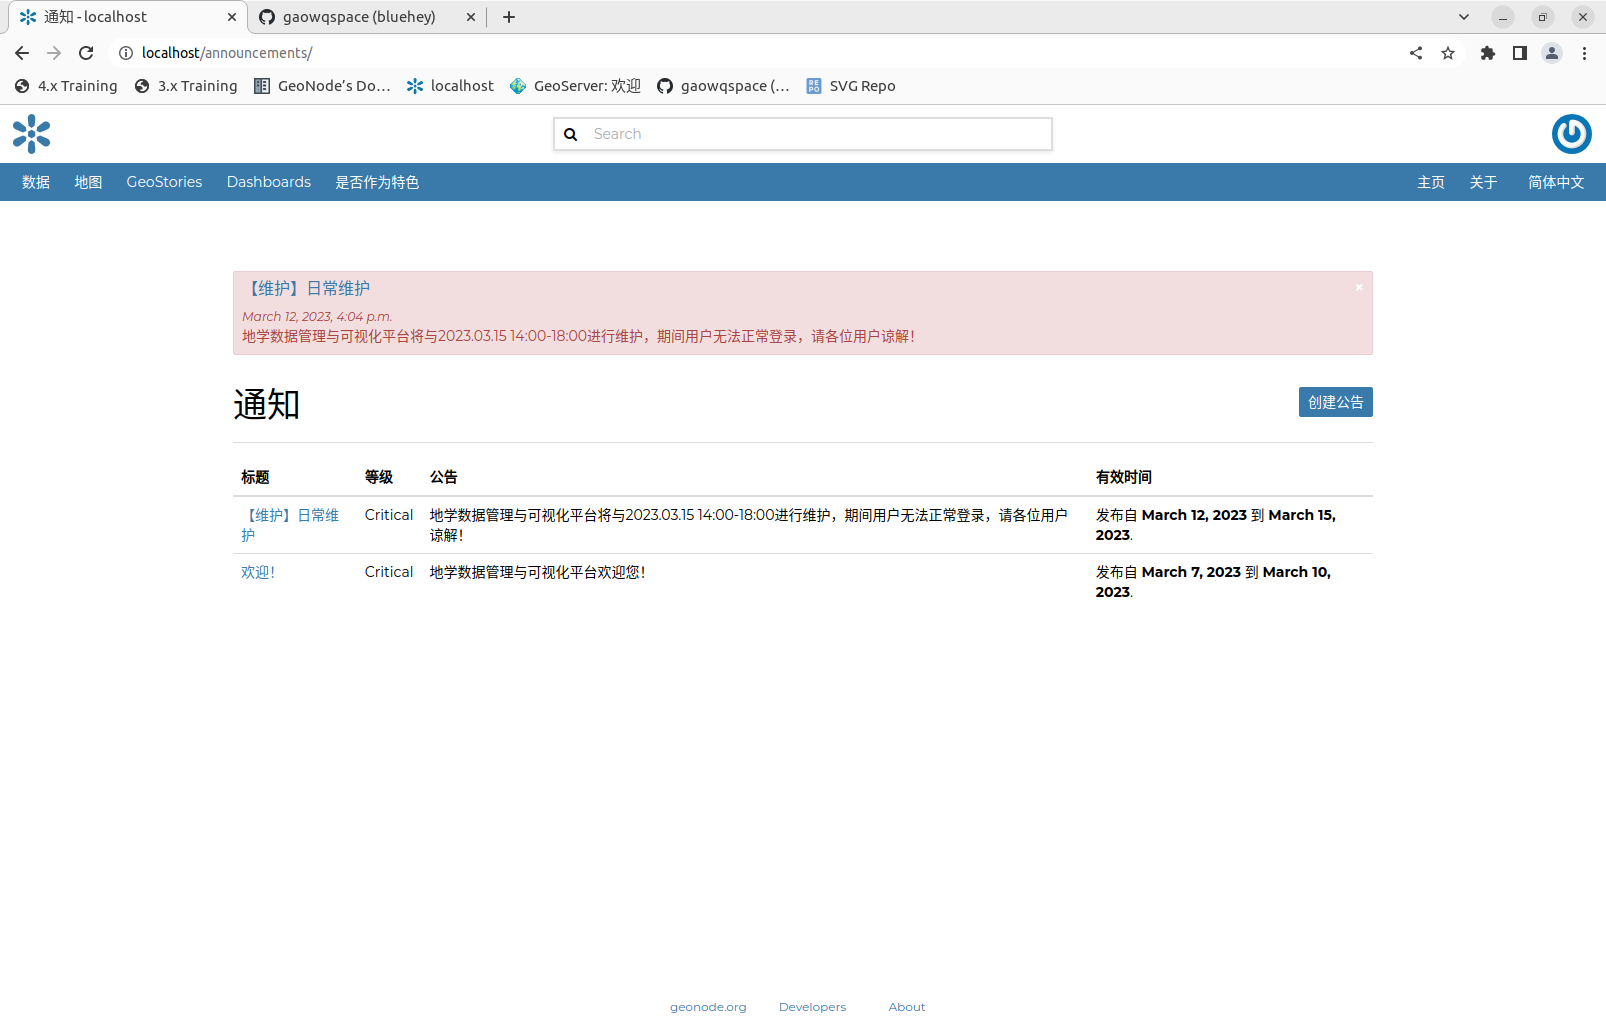 通知 - localhost
gaowqspace (bluehey)
localhost/announcements/
4.x Training 3.x Training GeoNode’s Do… localhost GeoServer: 欢迎 gaowqspace (… SVG Repo
REPO
Search
数据 地图 GeoStories Dashboards 是否作为特色 主页 关于 简体中文
【维护】日常维护 ×
March 12, 2023, 4:04 p.m.
地学数据管理与可视化平台将与2023.03.15 14:00-18:00进行维护，期间用户无法正常登录，请各位用户谅解！
通知 创建公告
标题 等级 公告 有效时间
【维护】日常维 Critical 地学数据管理与可视化平台将与2023.03.15 14:00-18:00进行维护，期间用户无法正常登录，请各位用户 发布自 March 12, 2023 到 March 15,
护 谅解！ 2023.
欢迎！ Critical 地学数据管理与可视化平台欢迎您！ 发布自 March 7, 2023 到 March 10,
2023.
geonode.org Developers About